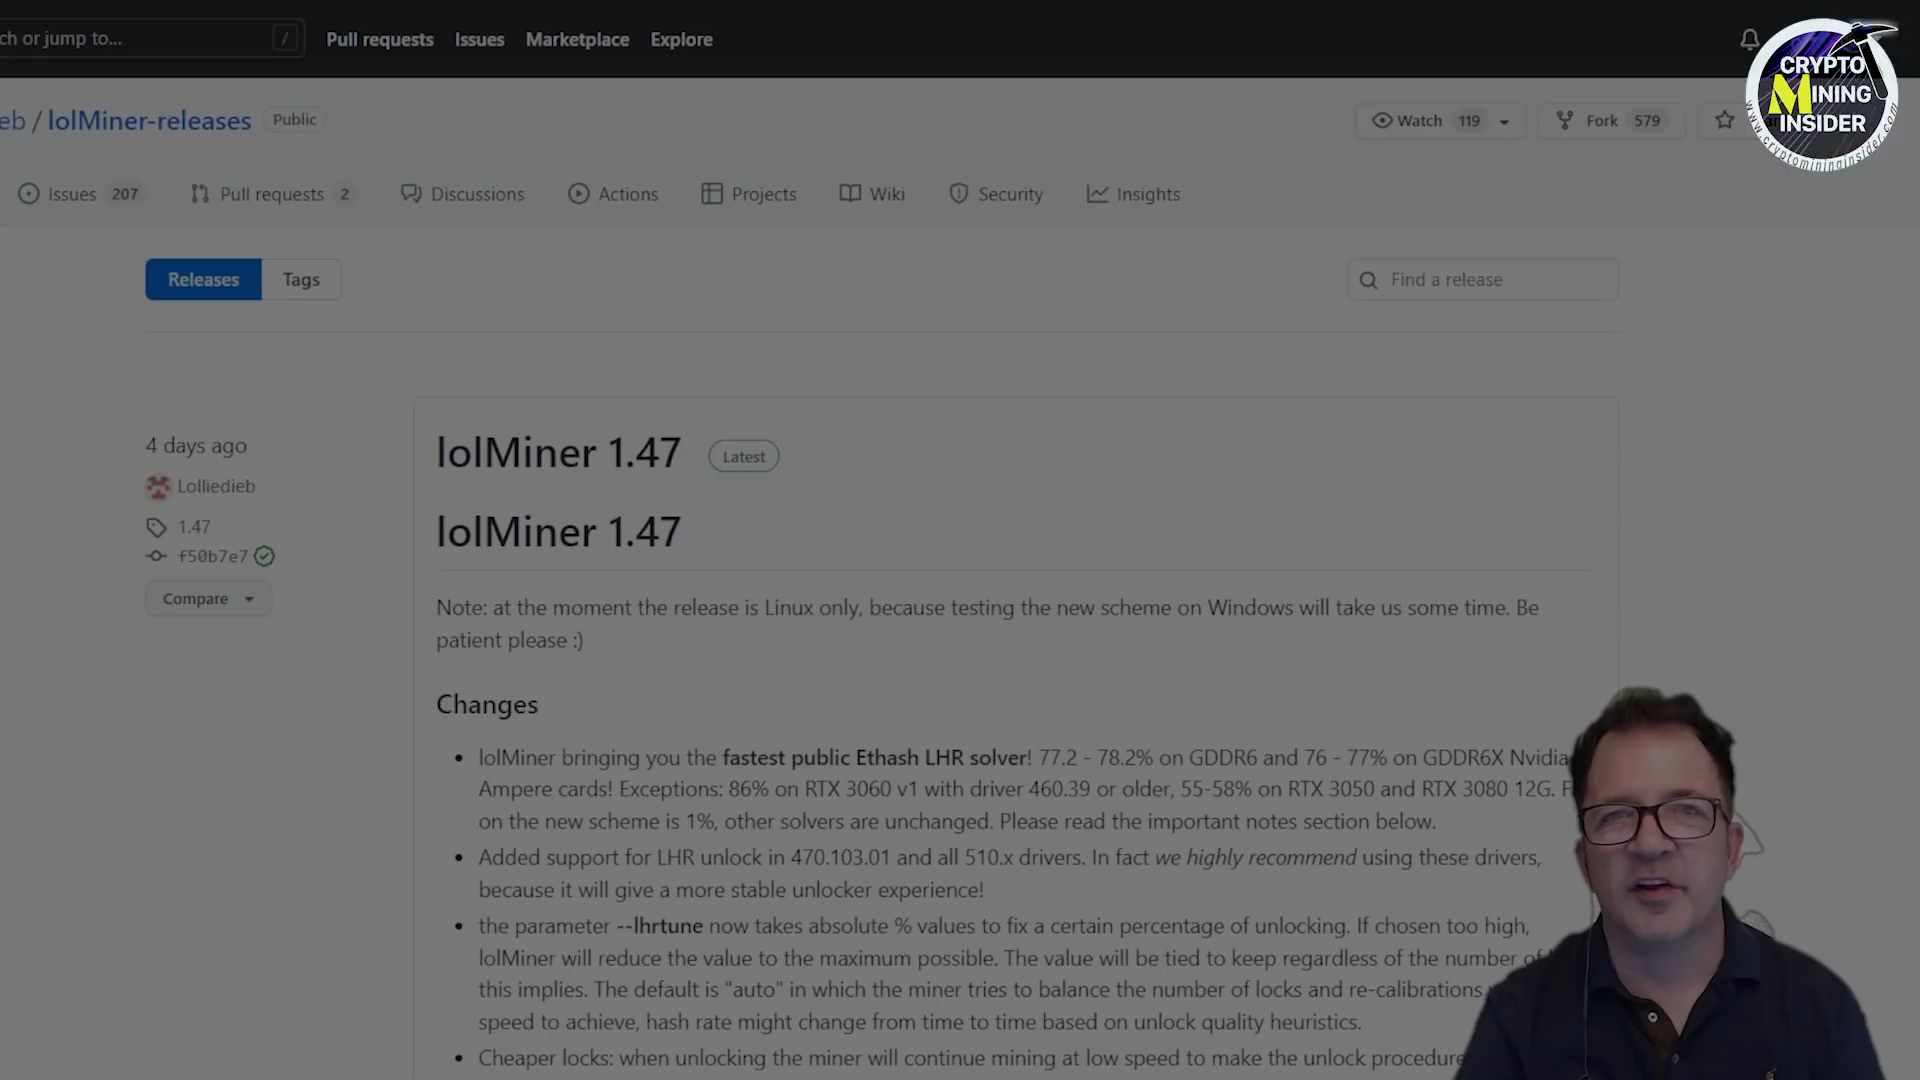 ch or jump to... / Pull requests Issues Marketplace Explore
CRYPTO
MINING
INSIDER
www.cryptomininginsider.com
eb / lolMiner-releases Public Watch 119 Fork 579
Issues 207 Pull requests 2 Discussions Actions Projects Wiki Security Insights
Releases Tags Find a release
4 days ago
Lolliedieb
1.47
f50b7e7
Compare
lolMiner 1.47 Latest
lolMiner 1.47
Note: at the moment the release is Linux only, because testing the new scheme on Windows will take us some time. Be
patient please :)
Changes
lolMiner bringing you the fastest public Ethash LHR solver! 77.2 - 78.2% on GDDR6 and 76 - 77% on GDDR6X Nvidia
Ampere cards! Exceptions: 86% on RTX 3060 v1 with driver 460.39 or older, 55-58% on RTX 3050 and RTX 3080 12G.
on the new scheme is 1%, other solvers are unchanged. Please read the important notes section below.
Added support for LHR unlock in 470.103.01 and all 510.x drivers. In fact we highly recommend using these drivers,
because it will give a more stable unlocker experience!
the parameter --lhrtune now takes absolute % values to fix a certain percentage of unlocking. If chosen too high,
lolMiner will reduce the value to the maximum possible. The value will be tied to keep regardless of the number of
this implies. The default is "auto" in which the miner tries to balance the number of locks and re-calibrations
speed to achieve, hash rate might change from time to time based on unlock quality heuristics.
Cheaper locks: when unlocking the miner will continue mining at low speed to make the unlock procedure